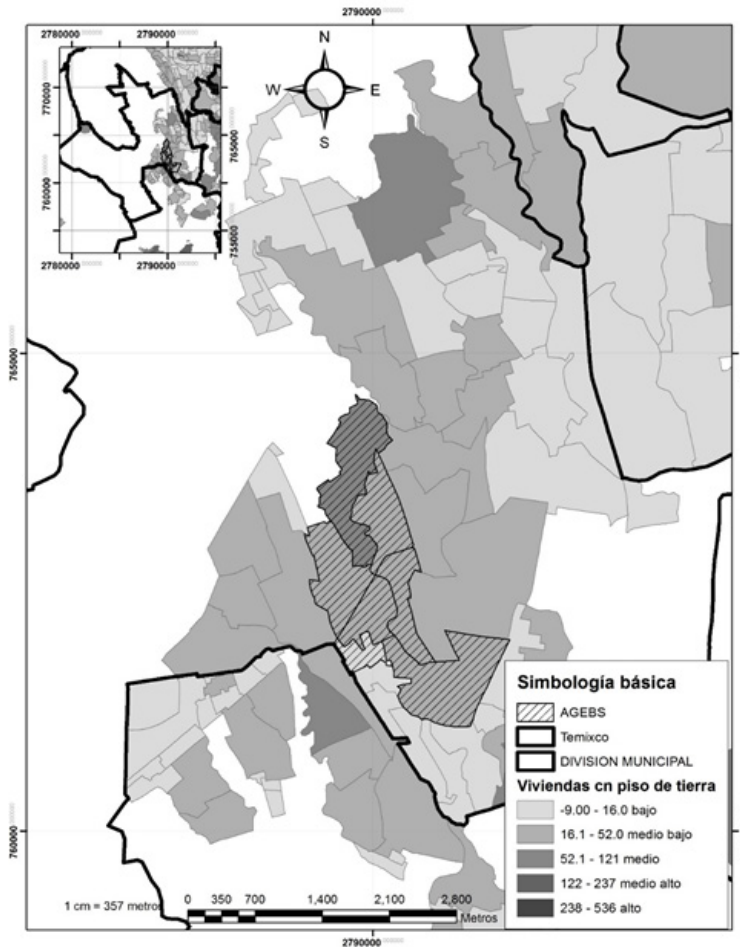 2790000
2780000 2790000
770000
760000
765000
755000
2780000 2790000
N
W E
S
765000
760000
Simbología básica
AGEBS
Temixco
DIVISION MUNICIPAL
Viviendas cn piso de tierra
-9.00 - 16.0 bajo
16.1 - 52.0 medio bajo
52.1 - 121 medio
122 - 237 medio alto
238 - 536 alto
1 cm = 357 metros
0 350 700 1,400 2,100 2,800
Metros
2790000